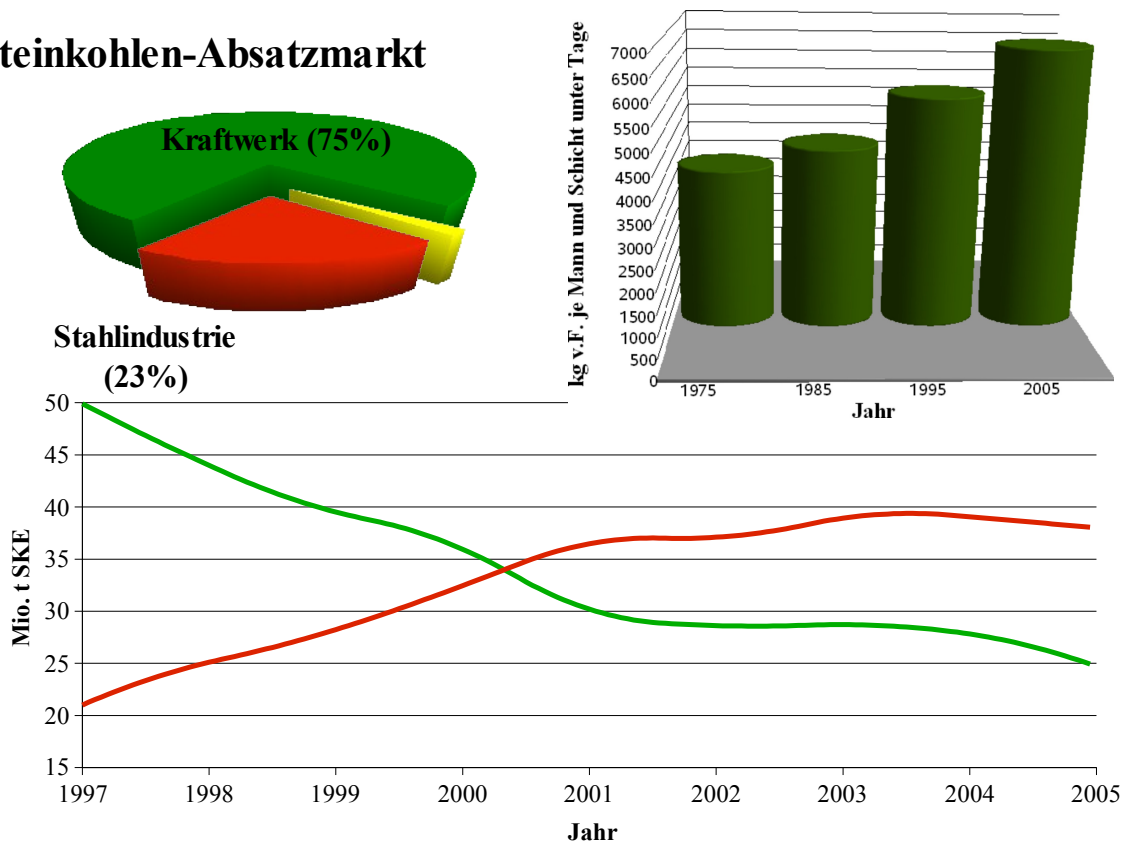 teinkohlen-Absatzmarkt
Kraftwerk (75%)
Stahlindustrie
(23%)
kg v.F. je Mann und Schicht unter Tage
7000
6500
6000
5500
5000
4500
4000
3500
3000
2500
2000
1500
1000
500
0
1975 1985 1995 2005
Jahr
Mio. t SKE
50
45
40
35
30
25
20
15
1997 1998 1999 2000 2001 2002 2003 2004 2005
Jahr